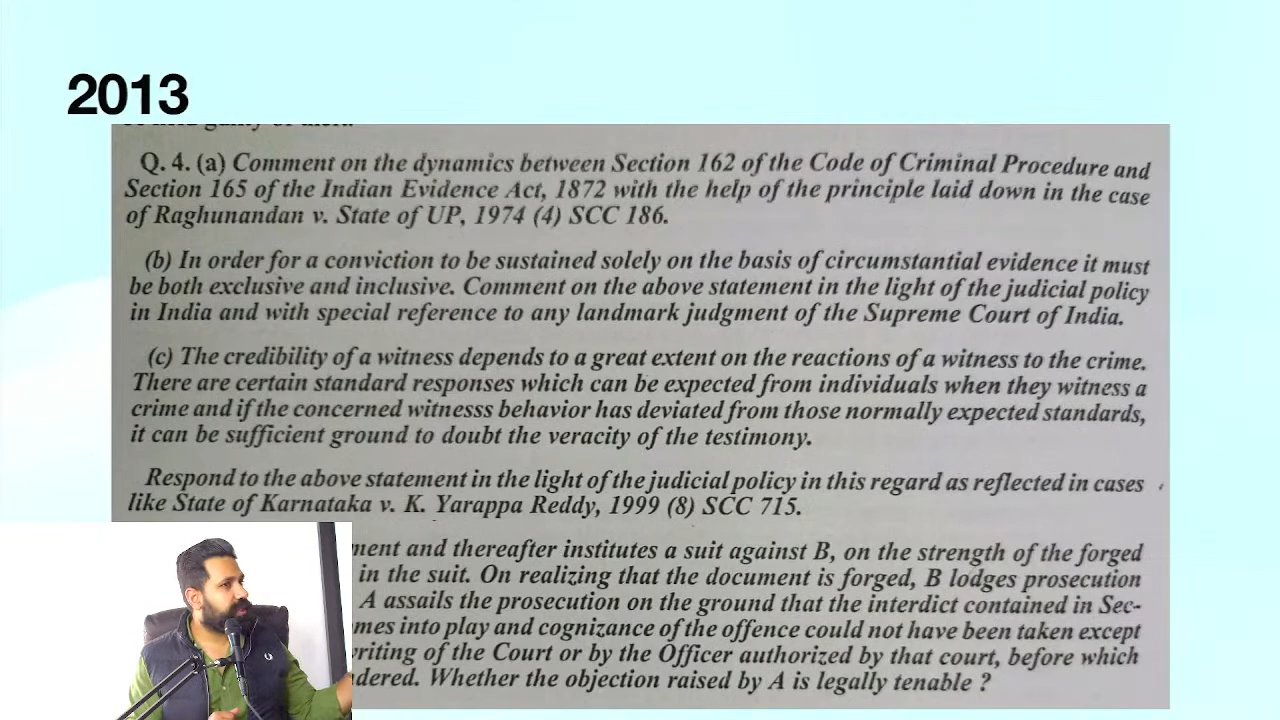 2013
Q. 4. (a) Comment on the dynamics between Section 162 of the Code of Criminal Procedure and
Section 165 of the Indian Evidence Act, 1872 with the help of the principle laid down in the case
of Raghunandan v. State of UP, 1974 (4) SCC 186.
(b) In order for a conviction to be sustained solely on the basis of circumstantial evidence it must
be both exclusive and inclusive. Comment on the above statement in the light of the judicial policy
in India and with special reference to any landmark judgment of the Supreme Court of India.
(c) The credibility of a witness depends to a great extent on the reactions of a witness to the crime.
There are certain standard responses which can be expected from individuals when they witness a
crime and if the concerned witnesss behavior has deviated from those normally expected standards,
it can be sufficient ground to doubt the veracity of the testimony.
Respond to the above statement in the light of the judicial policy in this regard as reflected in cases
like State of Karnataka v. K. Yarappa Reddy, 1999 (8) SCC 715.
ment and thereafter institutes a suit against B, on the strength of the forged
in the suit. On realizing that the document is forged, B lodges prosecution
A assails the prosecution on the ground that the interdict contained in Sec-
mes into play and cognizance of the offence could not have been taken except
riting of the Court or by the Officer authorized by that court, before which
dered. Whether the objection raised by A is legally tenable ?